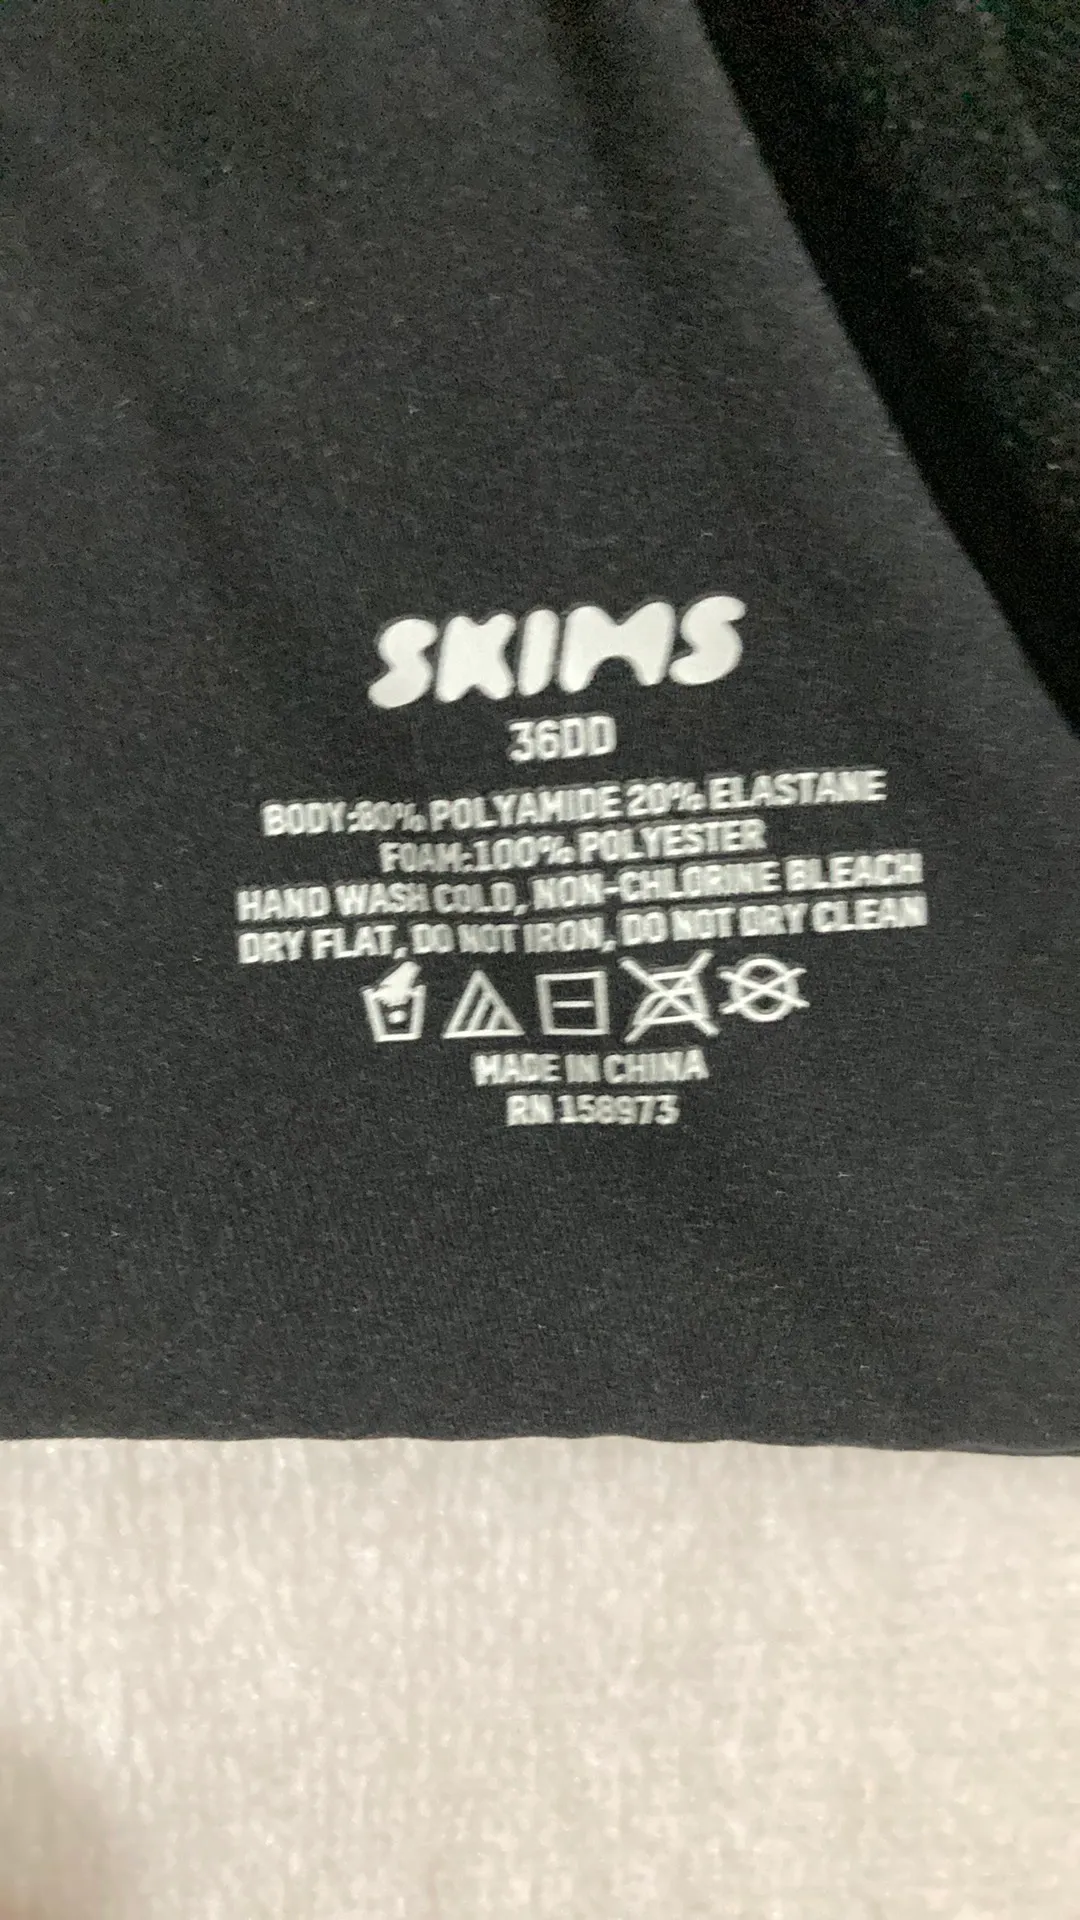 SKIMS
36DD
BODY:80% POLYAMIDE 20% ELASTANE
FOAM:100% POLYESTER
HAND WASH COLD, NON-CHLORINE BLEACH
DRY FLAT, DO NOT IRON, DO NOT DRY CLEAN
MADE IN CHINA
RN 158973